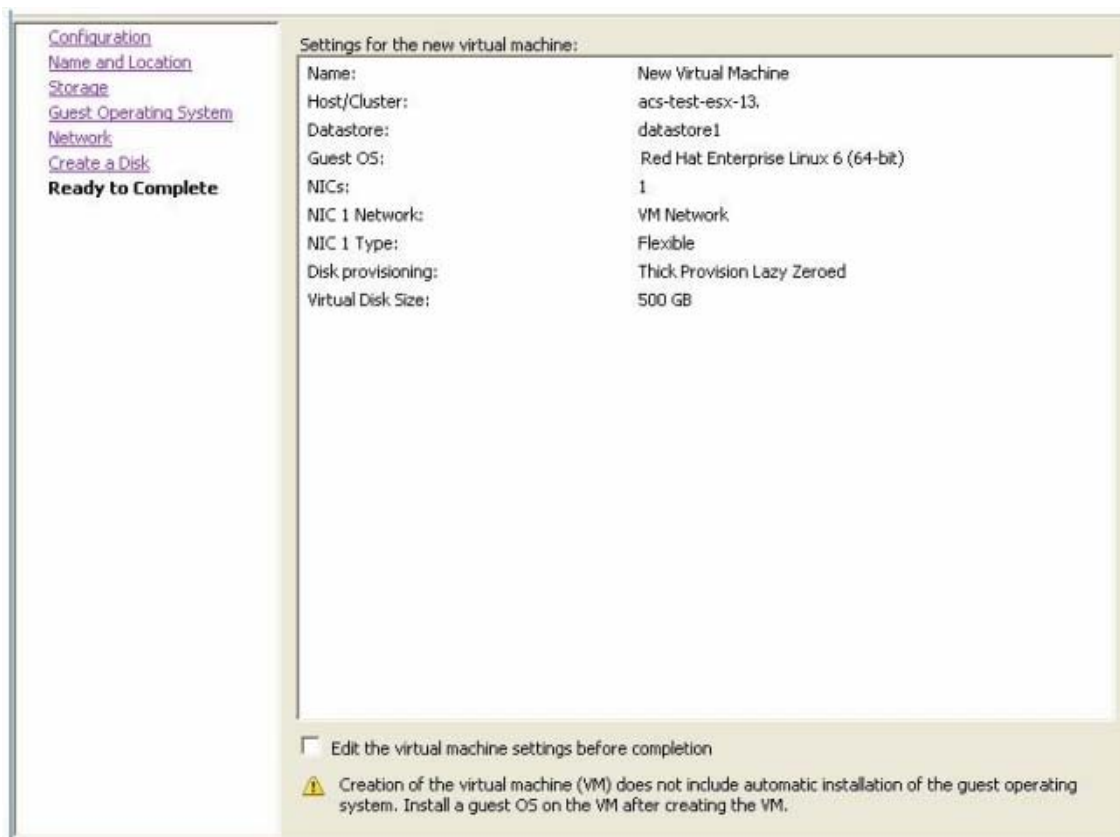 Configuration
Name and Location
Storage
Guest Operating System
Network
Create a Disk
Ready to Complete
Settings for the new virtual machine:
Name: New Virtual Machine
Host/Cluster: acs-test-esx-13.
Datastore: datastore1
Guest OS: Red Hat Enterprise Linux 6 (64-bit)
NICs: 1
NIC 1 Network: VM Network
NIC 1 Type: Flexible
Disk provisioning: Thick Provision Lazy Zeroed
Virtual Disk Size: 500 GB
Edit the virtual machine settings before completion
Creation of the virtual machine (VM) does not include automatic installation of the guest operating
system. Install a guest OS on the VM after creating the VM.